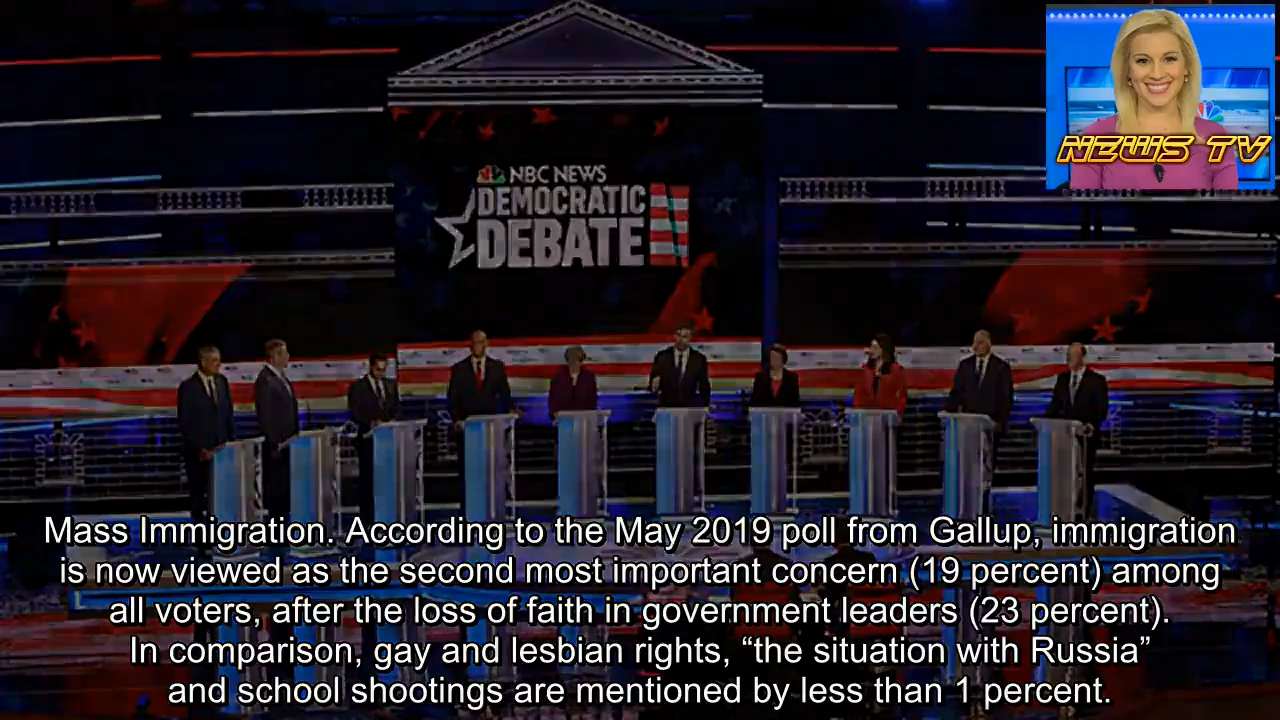 NEWS TV
NBC NEWS
DEMOCRATIC
DEBATE
Mass Immigration. According to the May 2019 poll from Gallup, immigration
is now viewed as the second most important concern (19 percent) among
all voters, after the loss of faith in government leaders (23 percent).
In comparison, gay and lesbian rights, “the situation with Russia”
and school shootings are mentioned by less than 1 percent.